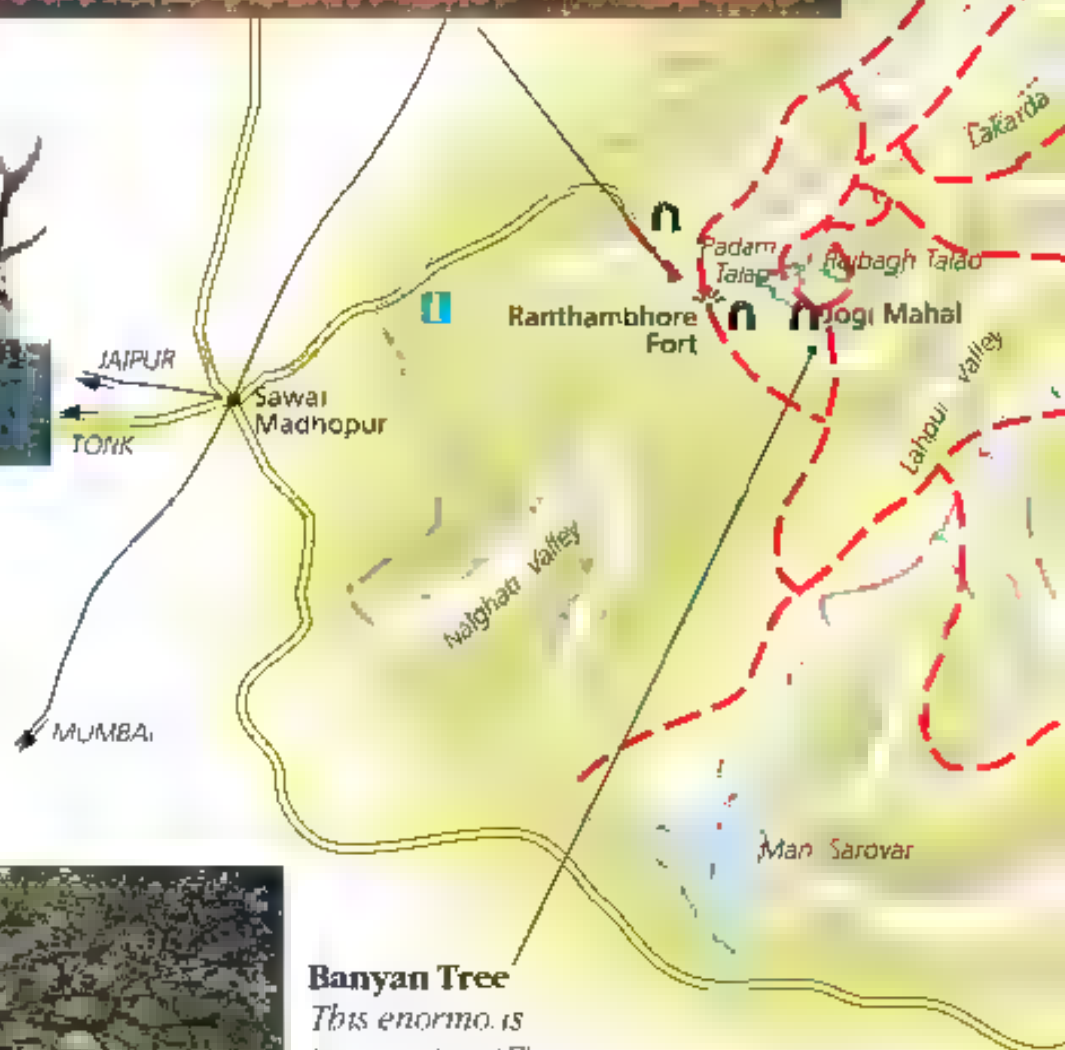 Lakarda
Padam
Talao
Rajbagh Talao
Ranthambhore
Fort
Jogi Mahal
Lahpur Valley
JAIPUR
Sawai
Madhopur
TONK
Nalghati Valley
MUMBAI
Man Sarovar
Banyan Tree
This enormous